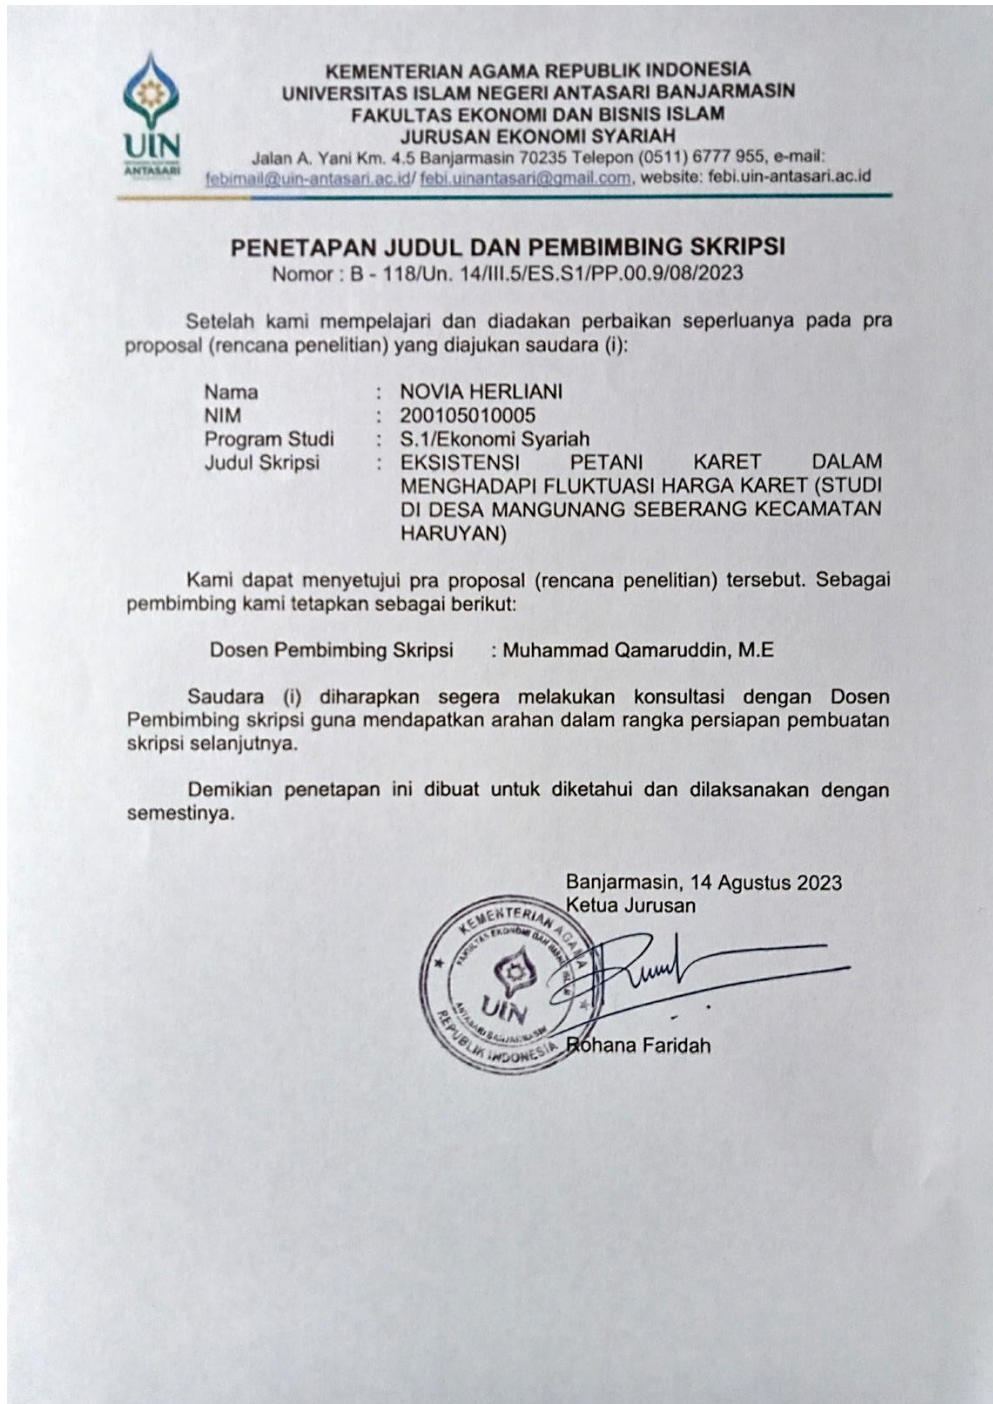 KEMENTERIAN AGAMA REPUBLIK INDONESIA
UNIVERSITAS ISLAM NEGERI ANTASARI BANJARMASIN
FAKULTAS EKONOMI DAN BISNIS ISLAM
JURUSAN EKONOMI SYARIAH
Jalan A. Yani Km. 4.5 Banjarmasin 70235 Telepon (0511) 6777 955, e-mail:
febimail@uin-antasari.ac.id/ febi.uinantasari@gmail.com, website: febi.uin-antasari.ac.id
UIN
ANTASARI
PENETAPAN JUDUL DAN PEMBIMBING SKRIPSI
Nomor : B - 118/Un. 14/III.5/ES.S1/PP.00.9/08/2023
Setelah kami mempelajari dan diadakan perbaikan seperluanya pada pra
proposal (rencana penelitian) yang diajukan saudara (i):
Nama : NOVIA HERLIANI
NIM : 200105010005
Program Studi : S.1/Ekonomi Syariah
Judul Skripsi : EKSISTENSI PETANI KARET DALAM
MENGHADAPI FLUKTUASI HARGA KARET (STUDI
DI DESA MANGUNANG SEBERANG KECAMATAN
HARUYAN)
Kami dapat menyetujui pra proposal (rencana penelitian) tersebut. Sebagai
pembimbing kami tetapkan sebagai berikut:
Dosen Pembimbing Skripsi : Muhammad Qamaruddin, M.E
Saudara (i) diharapkan segera melakukan konsultasi dengan Dosen
Pembimbing skripsi guna mendapatkan arahan dalam rangka persiapan pembuatan
skripsi selanjutnya.
Demikian penetapan ini dibuat untuk diketahui dan dilaksanakan dengan
semestinya.
Banjarmasin, 14 Agustus 2023
Ketua Jurusan
KEMENTERIAN AGAMA
FAKULTAS EKONOMI DAN BISNIS ISLAM
UIN
ANTASARI BANJARMASIN
REPUBLIK INDONESIA
Rohana Faridah